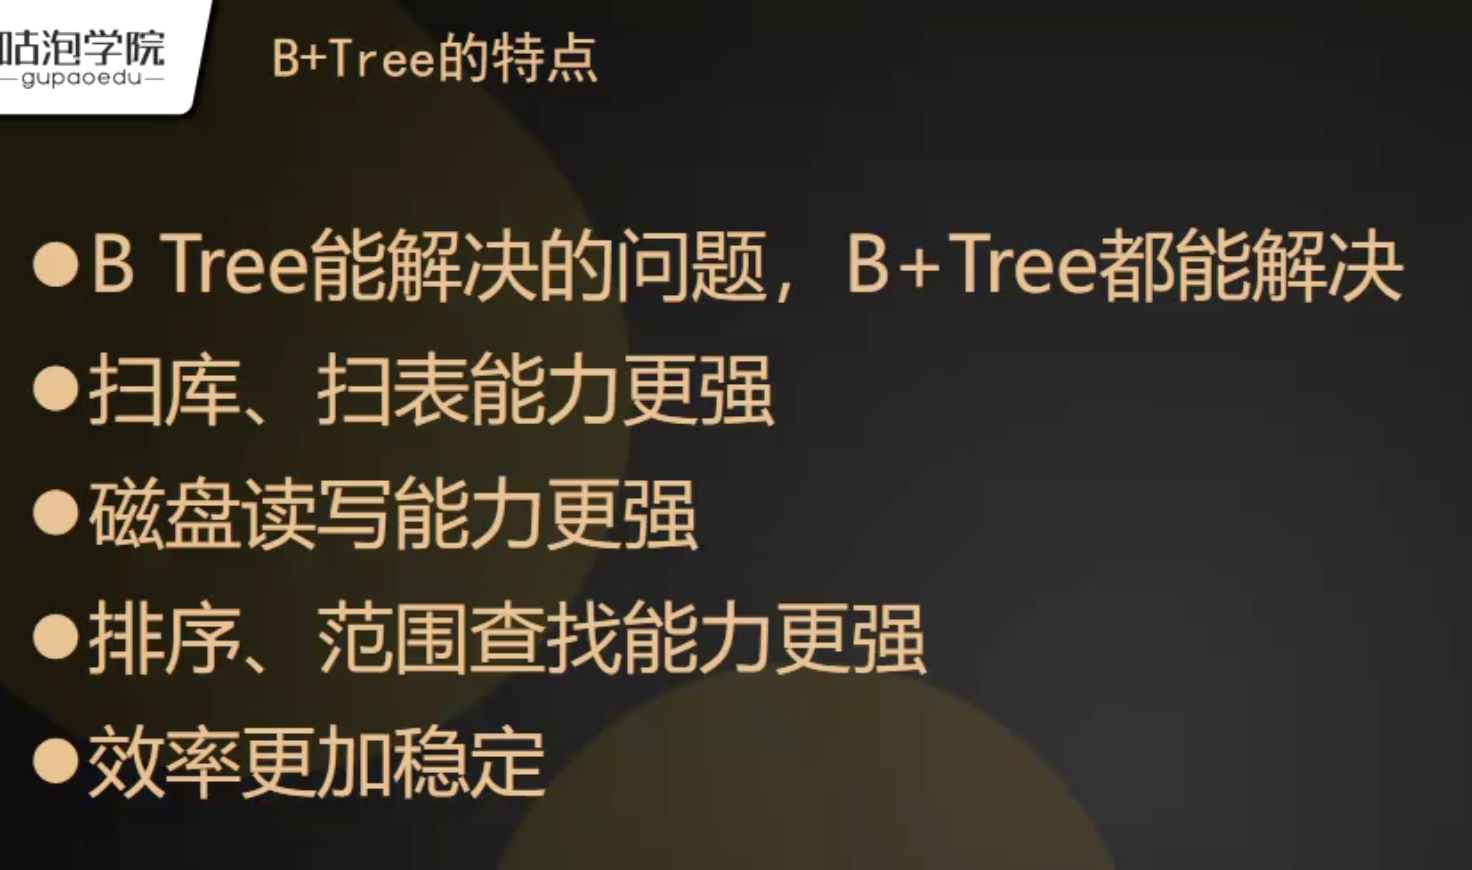 咕泡学院
gupaoedu
B+Tree的特点
●B Tree能解决的问题，B+Tree都能解决
●扫库、扫表能力更强
●磁盘读写能力更强
●排序、范围查找能力更强
●效率更加稳定